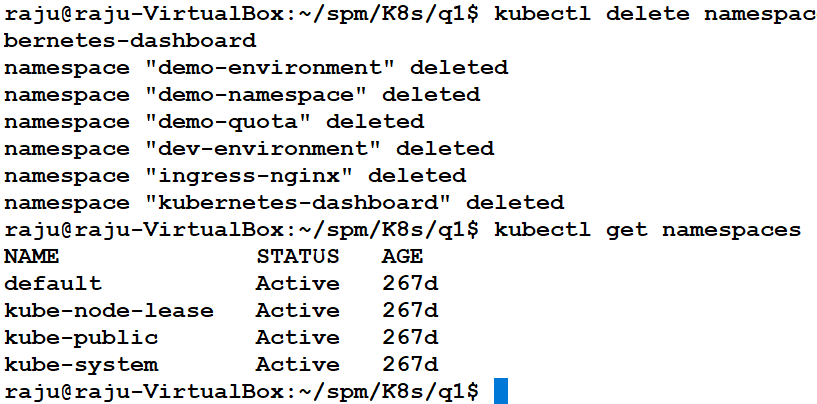 raju@raju-VirtualBox:~/spm/K8s/q1$ kubectl delete namespac
bernetes-dashboard
namespace "demo-environment" deleted
namespace "demo-namespace" deleted
namespace "demo-quota" deleted
namespace "dev-environment" deleted
namespace "ingress-nginx" deleted
namespace "kubernetes-dashboard" deleted
raju@raju-VirtualBox:~/spm/K8s/q1$ kubectl get namespaces
NAME              STATUS   AGE
default           Active   267d
kube-node-lease   Active   267d
kube-public       Active   267d
kube-system       Active   267d
raju@raju-VirtualBox:~/spm/K8s/q1$